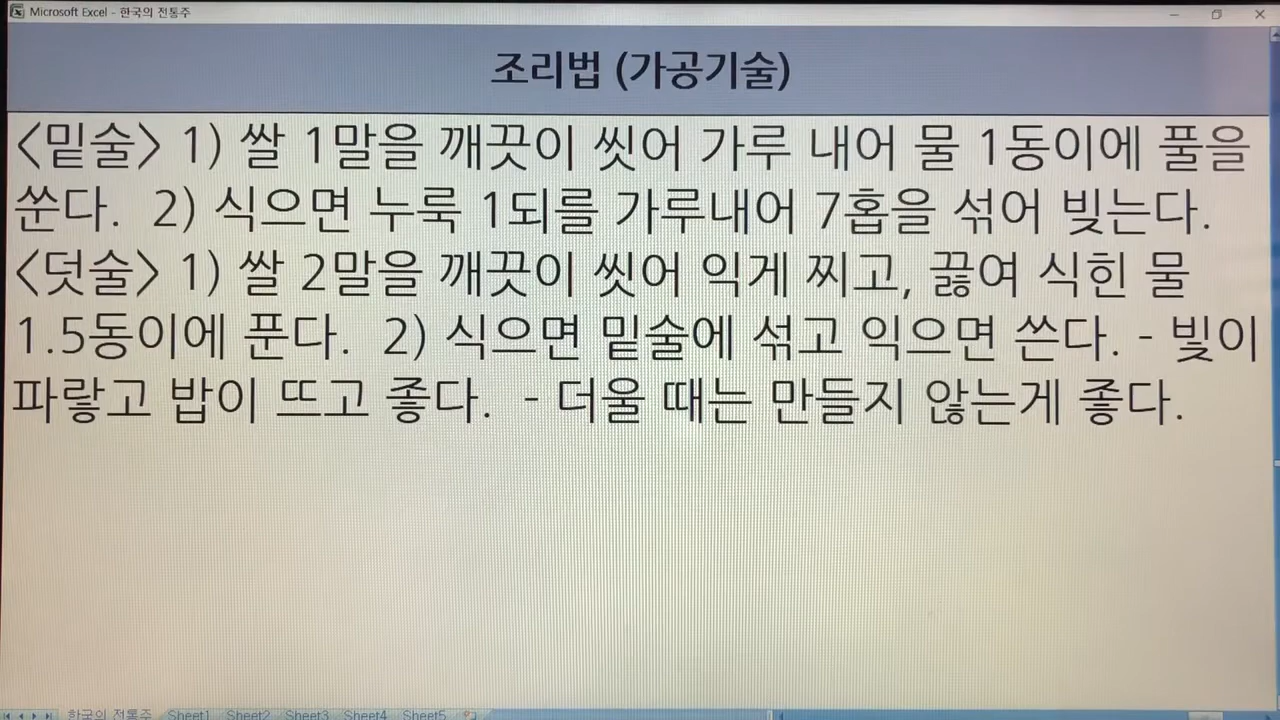 Microsoft Excel - 한국의 전통주
조리법 (가공기술)
<밑술> 1) 쌀 1말을 깨끗이 씻어 가루 내어 물 1동이에 풀을
쑨다. 2) 식으면 누룩 1되를 가루내어 7홉을 섞어 빚는다.
<덧술> 1) 쌀 2말을 깨끗이 씻어 익게 찌고, 끓여 식힌 물
1.5동이에 푼다. 2) 식으면 밑술에 섞고 익으면 쓴다. - 빛이
파랗고 밥이 뜨고 좋다. - 더울 때는 만들지 않는게 좋다.
한국의 전통주 Sheet1 Sheet2 Sheet3 Sheet4 Sheet5